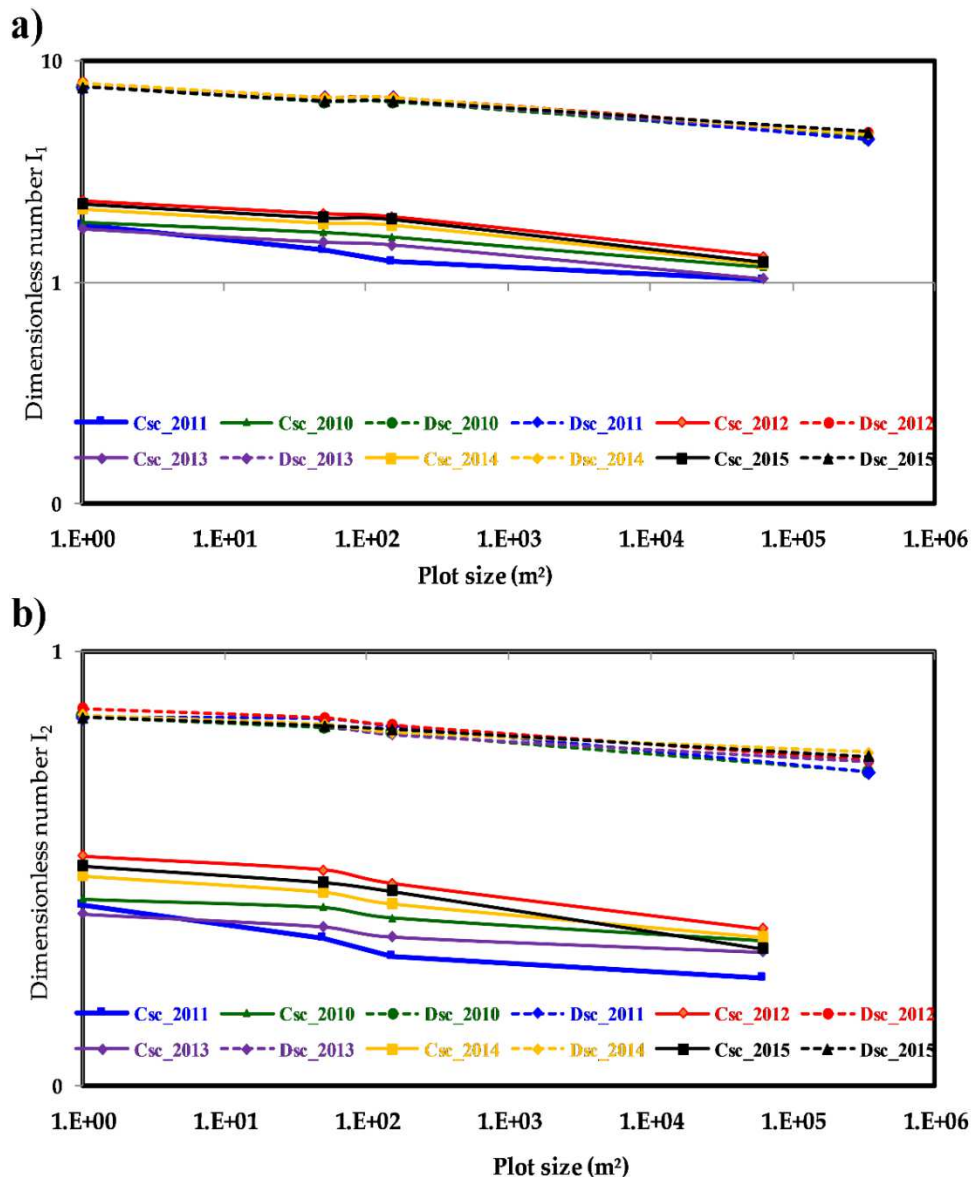 a)
10
1
0
Dimensionless number I₁
Csc_2011 Csc_2010 Dsc_2010 Dsc_2011 Csc_2012 Dsc_2012
Csc_2013 Dsc_2013 Csc_2014 Dsc_2014 Csc_2015 Dsc_2015
1.E+00 1.E+01 1.E+02 1.E+03 1.E+04 1.E+05 1.E+06
Plot size (m²)
b)
1
0
Dimensionless number I₂
Csc_2011 Csc_2010 Dsc_2010 Dsc_2011 Csc_2012 Dsc_2012
Csc_2013 Dsc_2013 Csc_2014 Dsc_2014 Csc_2015 Dsc_2015
1.E+00 1.E+01 1.E+02 1.E+03 1.E+04 1.E+05 1.E+06
Plot size (m²)